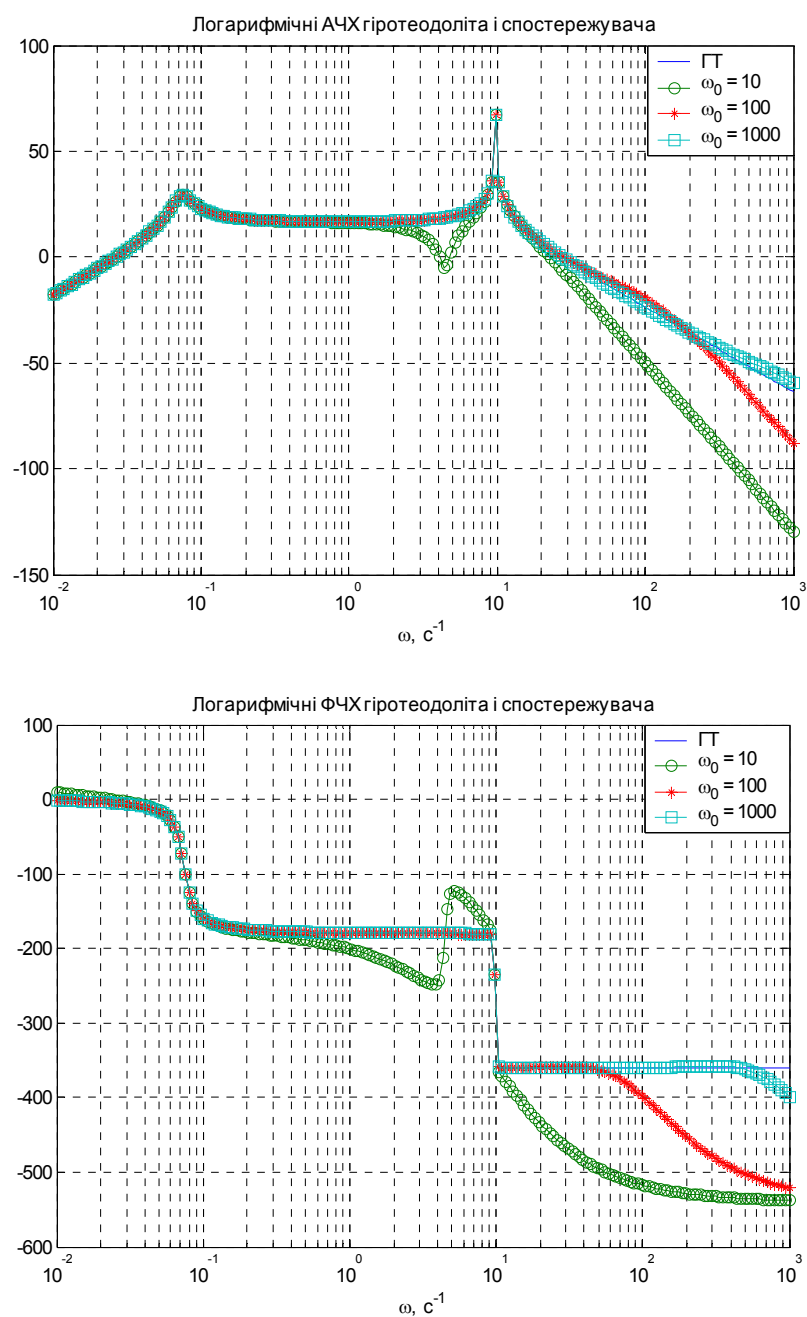 Логарифмічні АЧХ гіротеодоліта і спостережувача
100
50
0
-50
-100
-150
ГТ
ω0 = 10
ω0 = 100
ω0 = 1000
10^-2
10^-1
10^0
10^1
10^2
10^3
ω, с^-1
Логарифмічні ФЧХ гіротеодоліта і спостережувача
100
0
-100
-200
-300
-400
-500
-600
ГТ
ω0 = 10
ω0 = 100
ω0 = 1000
10^-2
10^-1
10^0
10^1
10^2
10^3
ω, с^-1